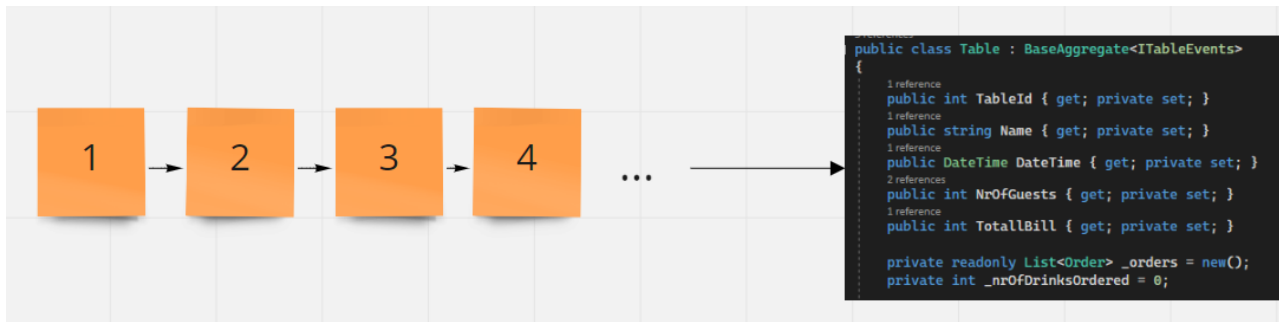 1
2
3
4
...
public class Table : BaseAggregate<ITableEvents>
{
1 reference
public int TableId { get; private set; }
1 reference
public string Name { get; private set; }
1 reference
public DateTime DateTime { get; private set; }
2 references
public int NrOfGuests { get; private set; }
1 reference
public int TotallBill { get; private set; }
private readonly List<Order> _orders = new();
private int _nrOfDrinksOrdered = 0;